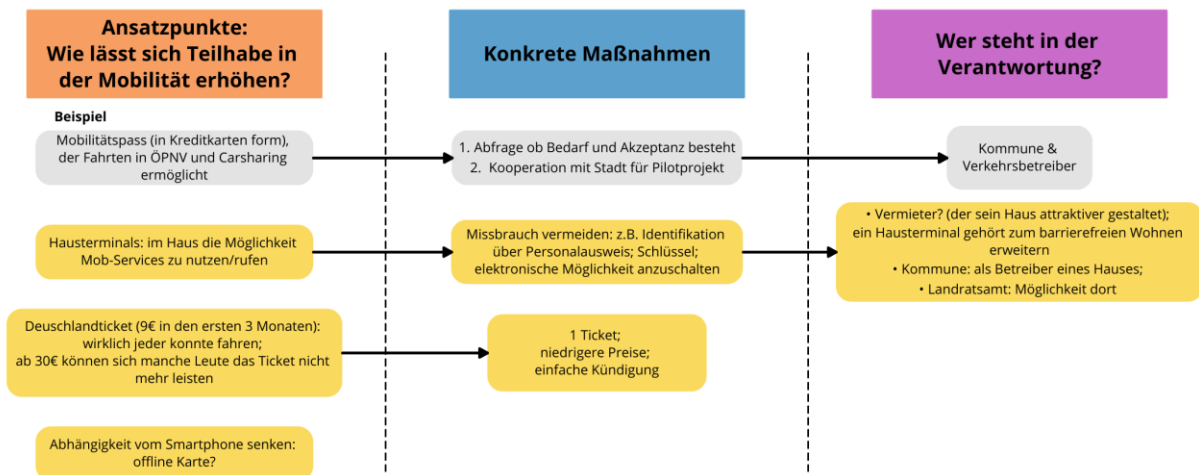 Ansatzpunkte:
Wie lässt sich Teilhabe in
der Mobilität erhöhen?
Konkrete Maßnahmen
Wer steht in der
Verantwortung?
Beispiel
Mobilitätspass (in Kreditkarten form),
der Fahrten in ÖPNV und Carsharing
ermöglicht
1. Abfrage ob Bedarf und Akzeptanz besteht
2. Kooperation mit Stadt für Pilotprojekt
Kommune &
Verkehrsbetreiber
Hausterminals: im Haus die Möglichkeit
Mob-Services zu nutzen/rufen
Missbrauch vermeiden: z.B. Identifikation
über Personalausweis; Schlüssel;
elektronische Möglichkeit anzuschalten
• Vermieter? (der sein Haus attraktiver gestaltet);
ein Hausterminal gehört zum barrierefreien Wohnen
erweitern
• Kommune: als Betreiber eines Hauses;
• Landratsamt: Möglichkeit dort
Deuschlandticket (9€ in den ersten 3 Monaten):
wirklich jeder konnte fahren;
ab 30€ können sich manche Leute das Ticket nicht
mehr leisten
1 Ticket;
niedrigere Preise;
einfache Kündigung
Abhängigkeit vom Smartphone senken:
offline Karte?